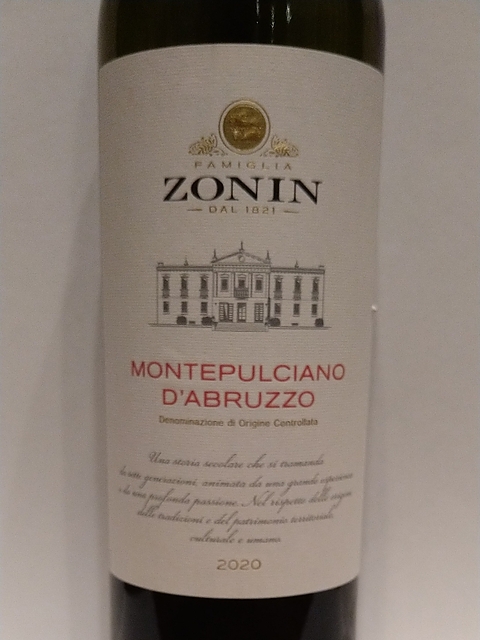 FAMIGLIA
ZONIN
DAL 1821
MONTEPULCIANO
D'ABRUZZO
Denominazione di Origine Controllata
Una storia secolare che si tramanda
da sette generazioni, animata da una grande esperienza
e da una profonda passione. Nel rispetto delle origini
delle tradizioni e del patrimonio territoriale,
culturale e umano.
2020